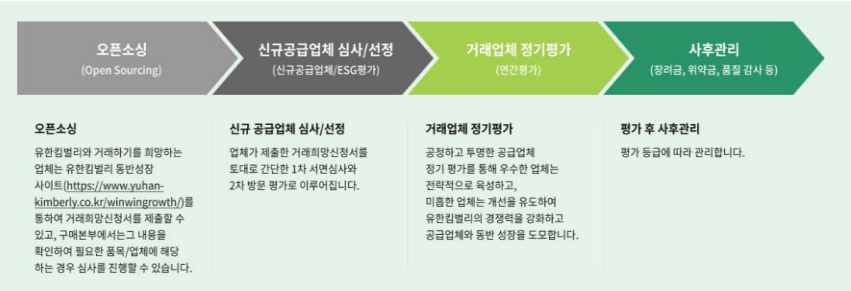 오픈소싱
(Open Sourcing)
신규공급업체 심사/선정
(신규공급업체/ESG평가)
거래업체 정기평가
(연간평가)
사후관리
(장려금, 위약금, 품질 감사 등)
오픈소싱
유한킴벌리와 거래하기를 희망하는
업체는 유한킴벌리 동반성장
사이트(https://www.yuhan-
kimberly.co.kr/winwingrowth/)를
통하여 거래희망신청서를 제출할 수
있고, 구매본부에서는그 내용을
확인하여 필요한 품목/업체에 해당
하는 경우 심사를 진행할 수 있습니다.
신규 공급업체 심사/선정
업체가 제출한 거래희망신청서를
토대로 간단한 1차 서면심사와
2차 방문 평가로 이루어집니다.
거래업체 정기평가
공정하고 투명한 공급업체
정기 평가를 통해 우수한 업체는
전략적으로 육성하고,
미흡한 업체는 개선을 유도하여
유한킴벌리의 경쟁력을 강화하고
공급업체와 동반 성장을 도모합니다.
평가 후 사후관리
평가 등급에 따라 관리합니다.